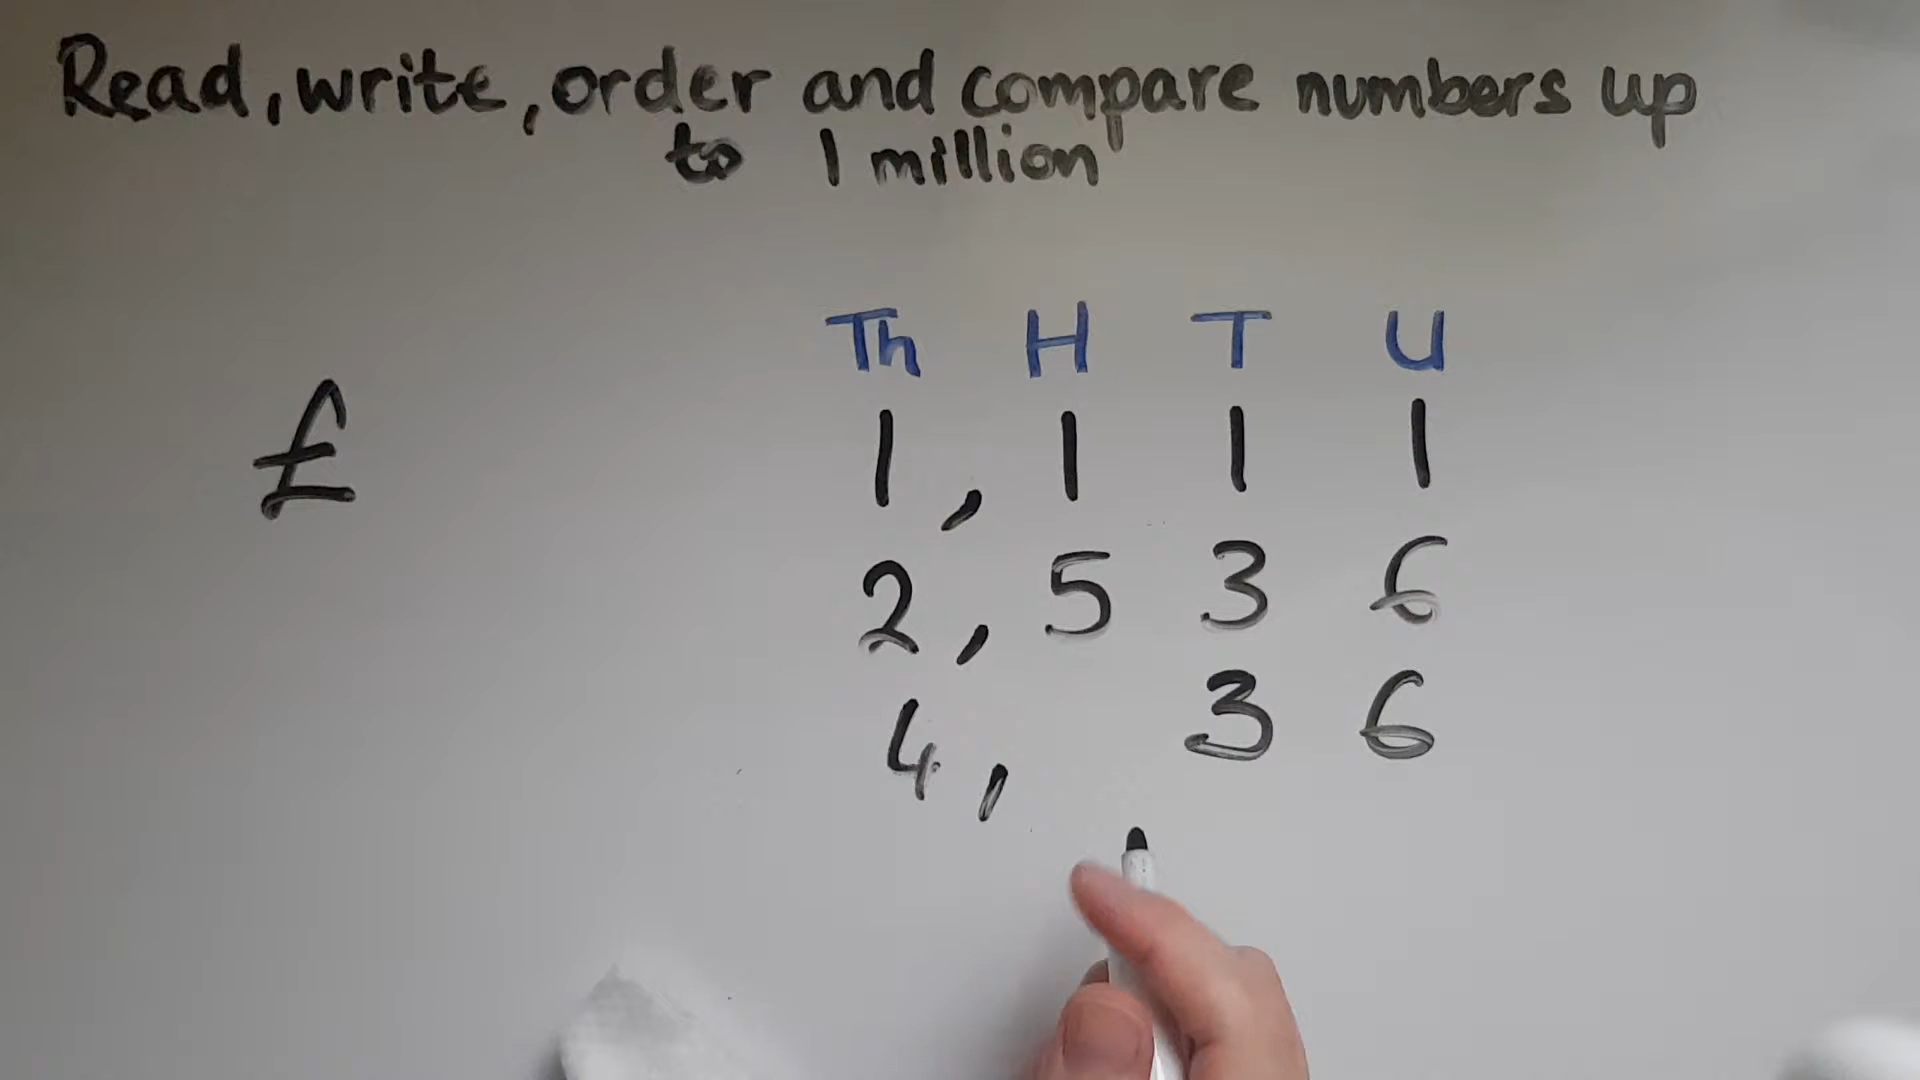 Read, write, order and compare numbers up
to 1 million
Th H T U
£ 1, 1 1 1
2, 5 3 6
4, 3 6